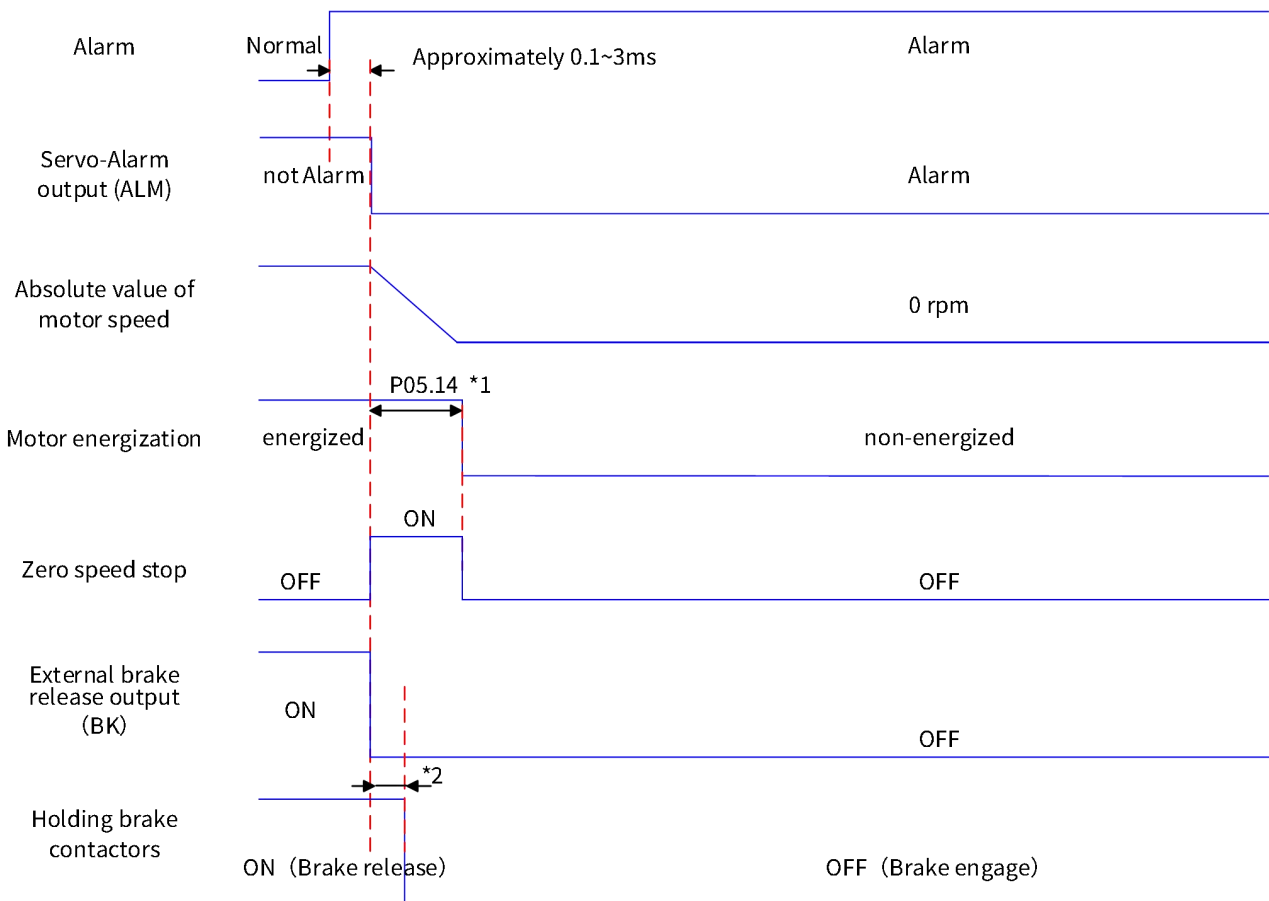 Alarm
Normal
Approximately 0.1~3ms
Alarm
Servo-Alarm
output (ALM)
not Alarm
Alarm
Absolute value of
motor speed
0 rpm
P05.14 *1
Motor energization
energized
non-energized
ON
Zero speed stop
OFF
OFF
External brake
release output
（BK）
ON
OFF
*2
Holding brake
contactors
ON（Brake release）
OFF（Brake engage）